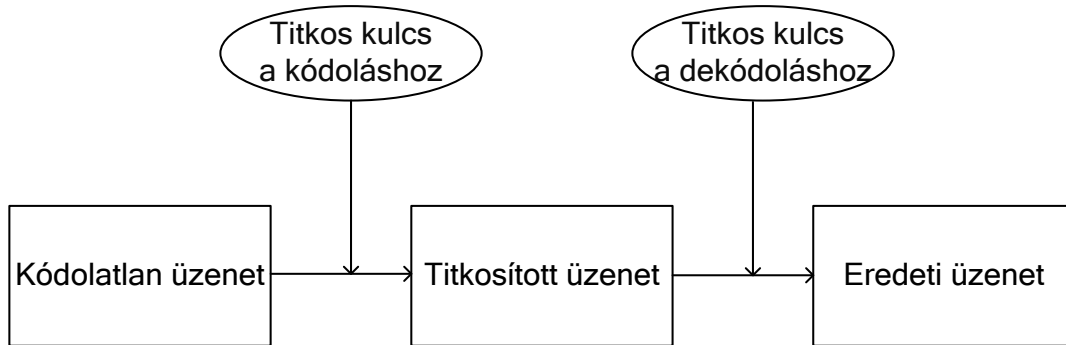 Titkos kulcs
a kódoláshoz
Titkos kulcs
a dekódoláshoz
Kódolatlan üzenet
Titkosított üzenet
Eredeti üzenet